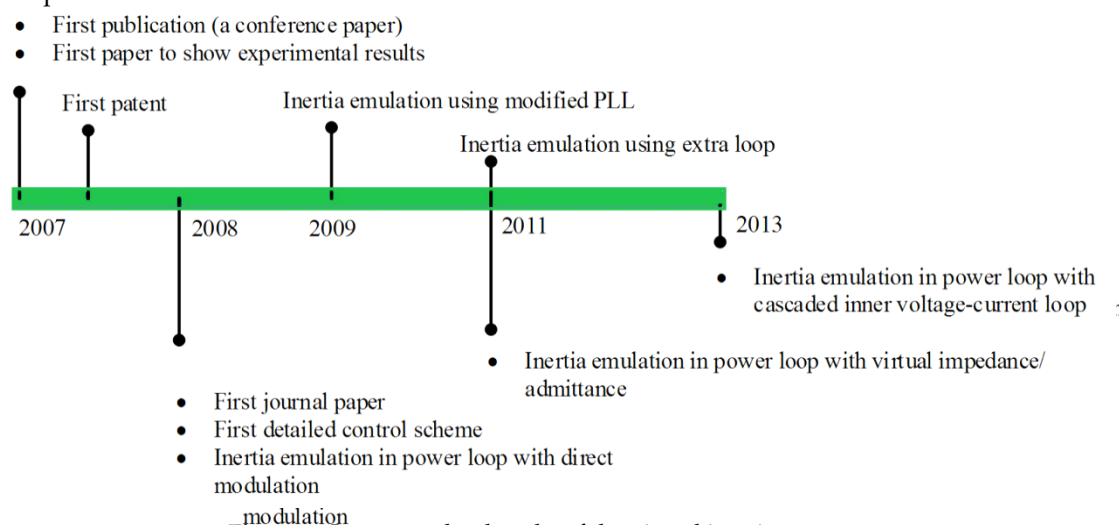 • First publication (a conference paper)
• First paper to show experimental results
First patent
Inertia emulation using modified PLL
Inertia emulation using extra loop
2007
2008
2009
2011
2013
• Inertia emulation in power loop with
cascaded inner voltage-current loop
• Inertia emulation in power loop with virtual impedance/
admittance
• First journal paper
• First detailed control scheme
• Inertia emulation in power loop with direct
modulation
modulation